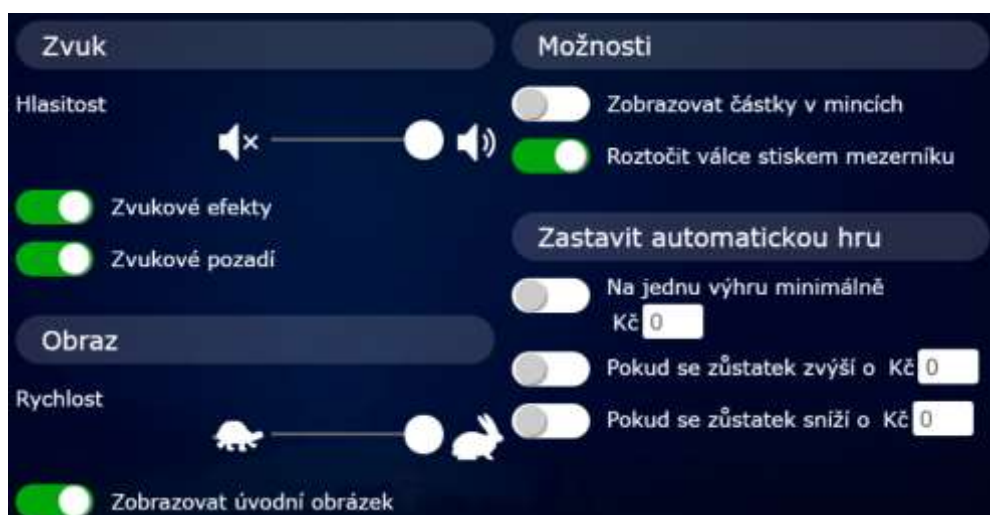 Zvuk
Hlasitost
Zvukové efekty
Zvukové pozadí
Obraz
Rychlost
Zobrazovat úvodní obrázek
Možnosti
Zobrazovat částky v mincích
Roztočit válce stiskem mezerníku
Zastavit automatickou hru
Na jednu výhru minimálně
Kč 0
Pokud se zůstatek zvýší o Kč 0
Pokud se zůstatek sníží o Kč 0